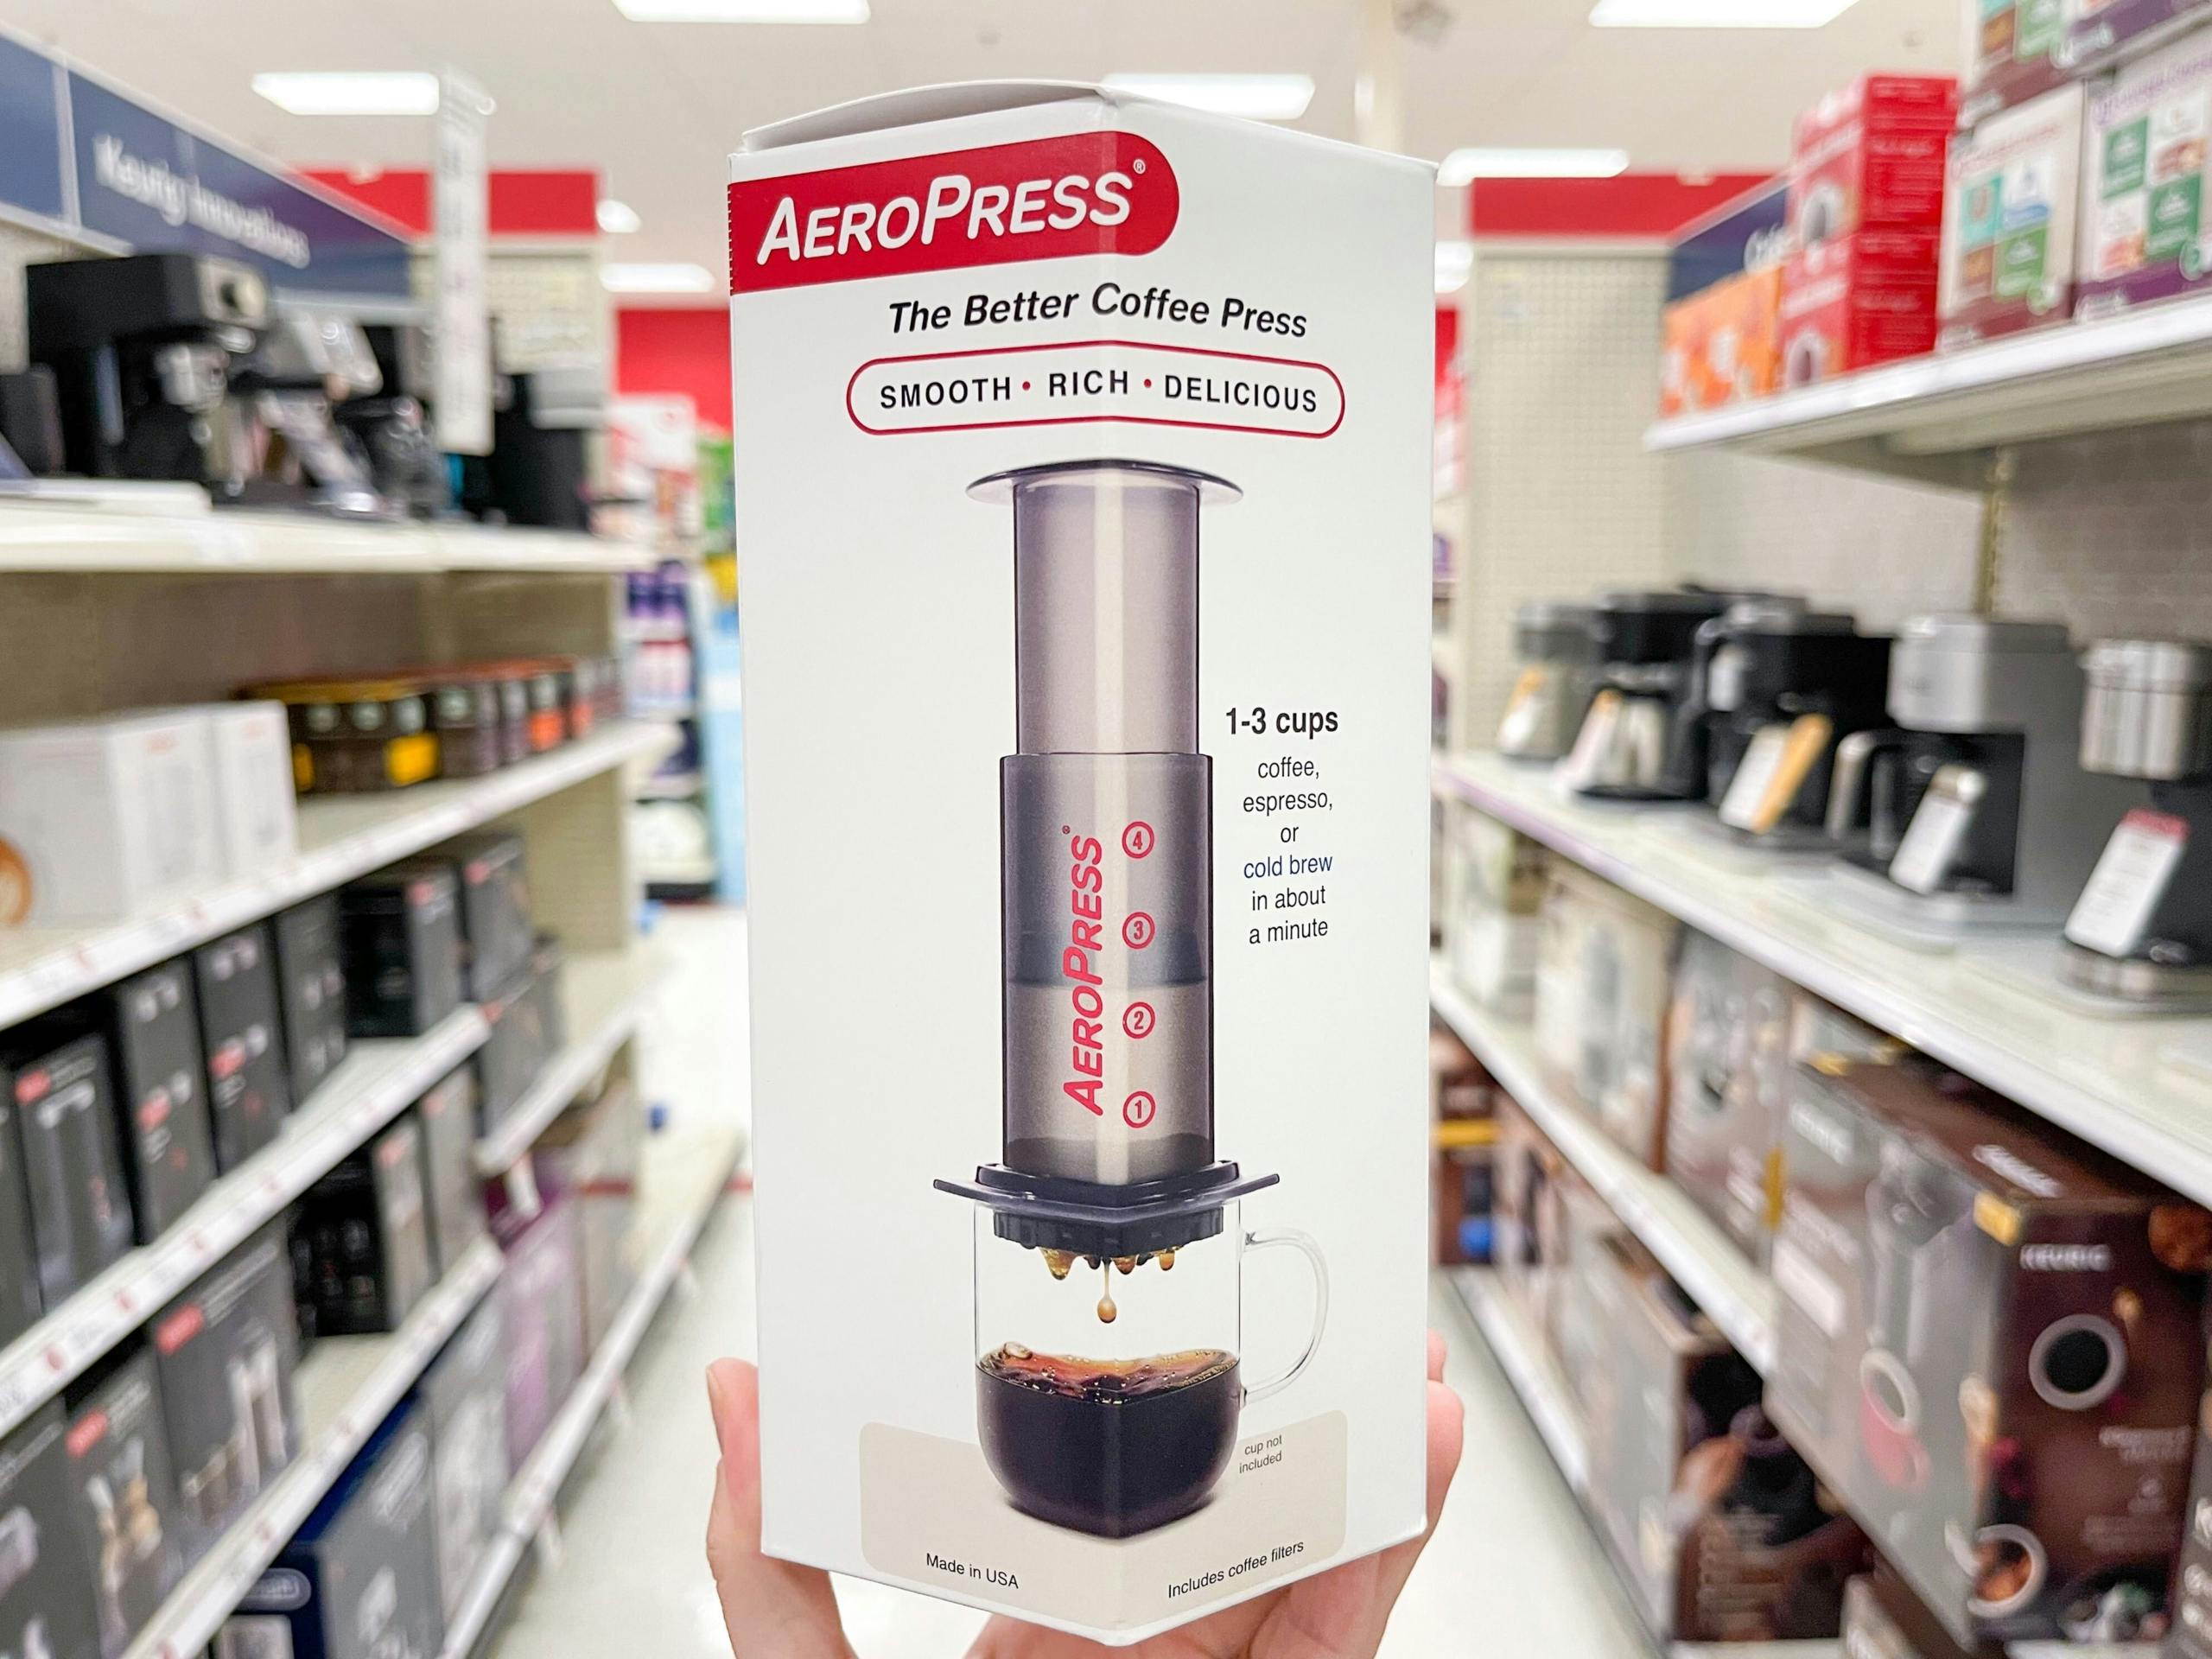 Keurig Innovations
AEROPRESS®
The Better Coffee Press
SMOOTH • RICH • DELICIOUS
1-3 cups
coffee,
espresso,
or
cold brew
in about
a minute
AEROPRESS®
4
3
2
1
cup not
included
Made in USA
Includes coffee filters
KEURIG